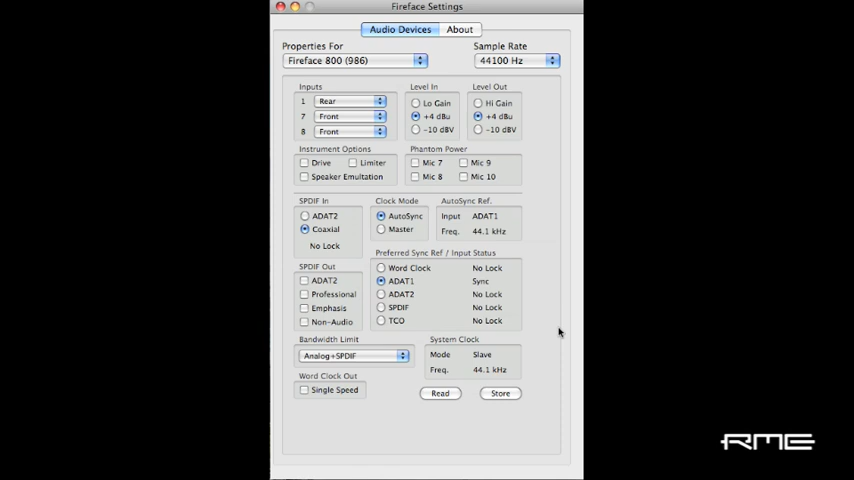 Fireface Settings
Audio Devices About
Properties For Sample Rate
Fireface 800 (986) 44100 Hz
Inputs Level In Level Out
1 Rear Lo Gain Hi Gain
7 Front +4 dBu +4 dBu
8 Front -10 dBV -10 dBV
Instrument Options Phantom Power
Drive Limiter Mic 7 Mic 9
Speaker Emultation Mic 8 Mic 10
SPDIF In Clock Mode AutoSync Ref.
ADAT2 AutoSync Input ADAT1
Coaxial Master Freq. 44.1 kHz
No Lock
Preferred Sync Ref / Input Status
SPDIF Out Word Clock No Lock
ADAT2 ADAT1 Sync
Professional ADAT2 No Lock
Emphasis SPDIF No Lock
Non-Audio TCO No Lock
Bandwidth Limit System Clock
Analog+SPDIF Mode Slave
Word Clock Out Freq. 44.1 kHz
Single Speed Read Store
RME